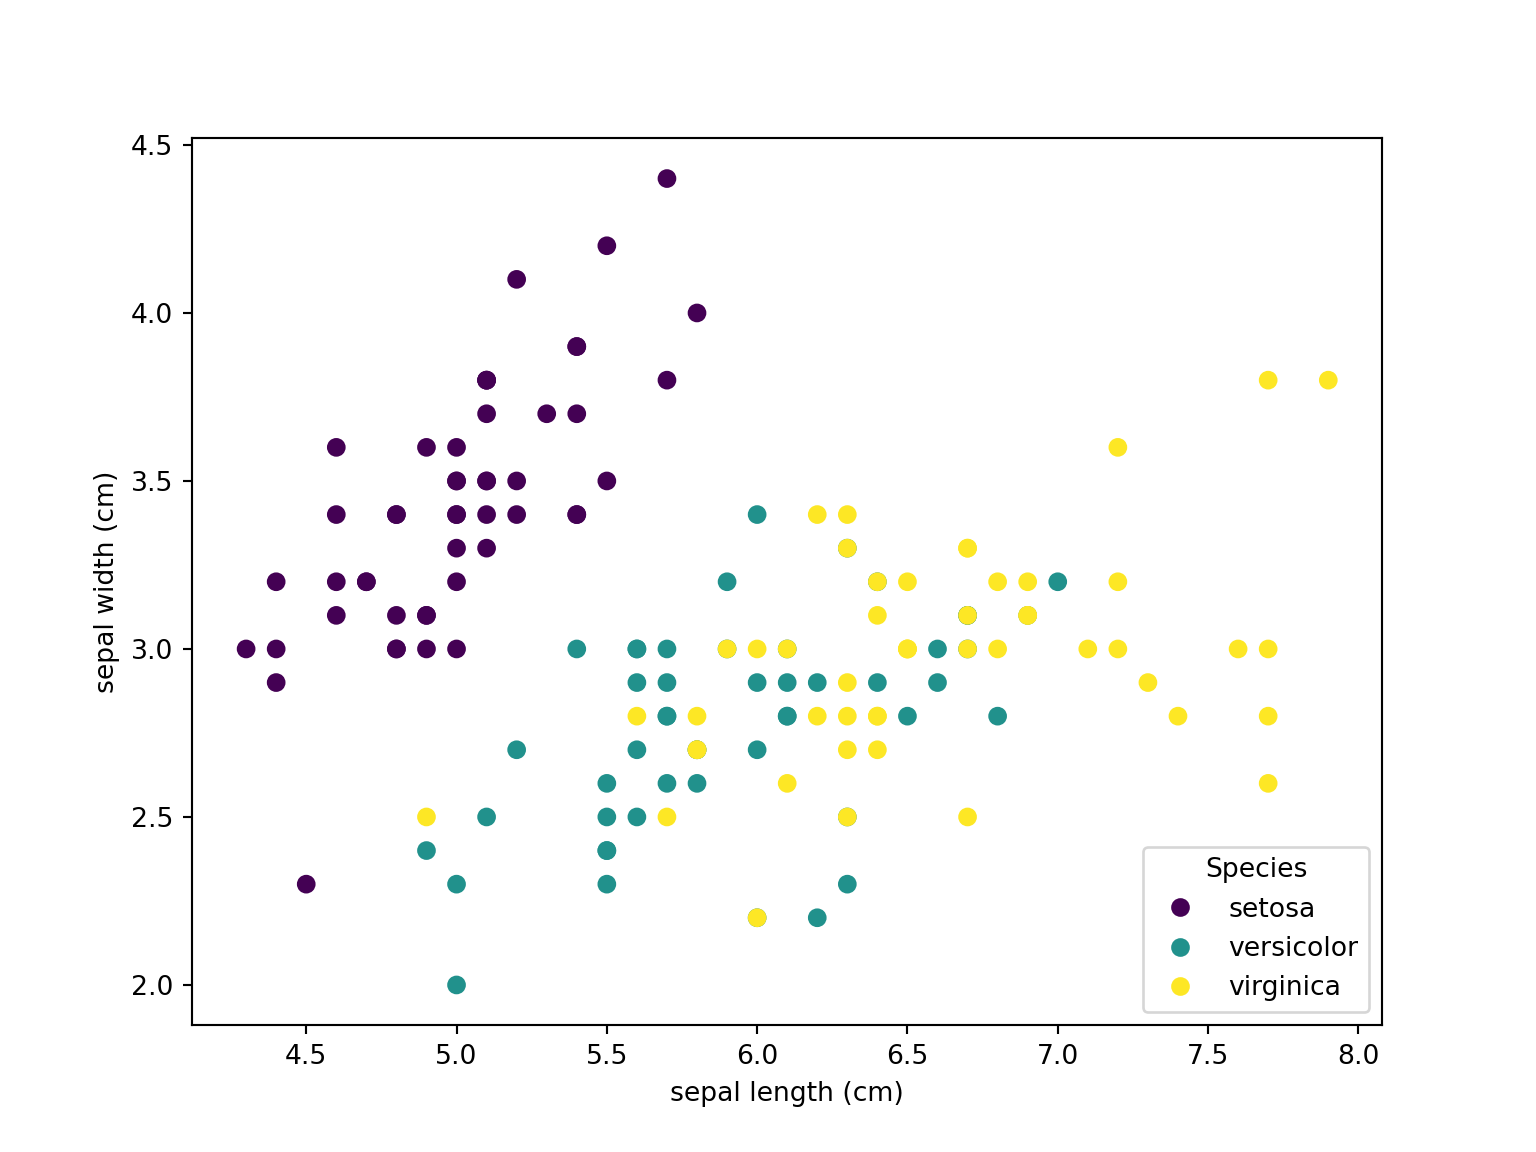 4.5
4.0
3.5
3.0
2.5
2.0
sepal width (cm)
Species
setosa
versicolor
virginica
4.5 5.0 5.5 6.0 6.5 7.0 7.5 8.0
sepal length (cm)